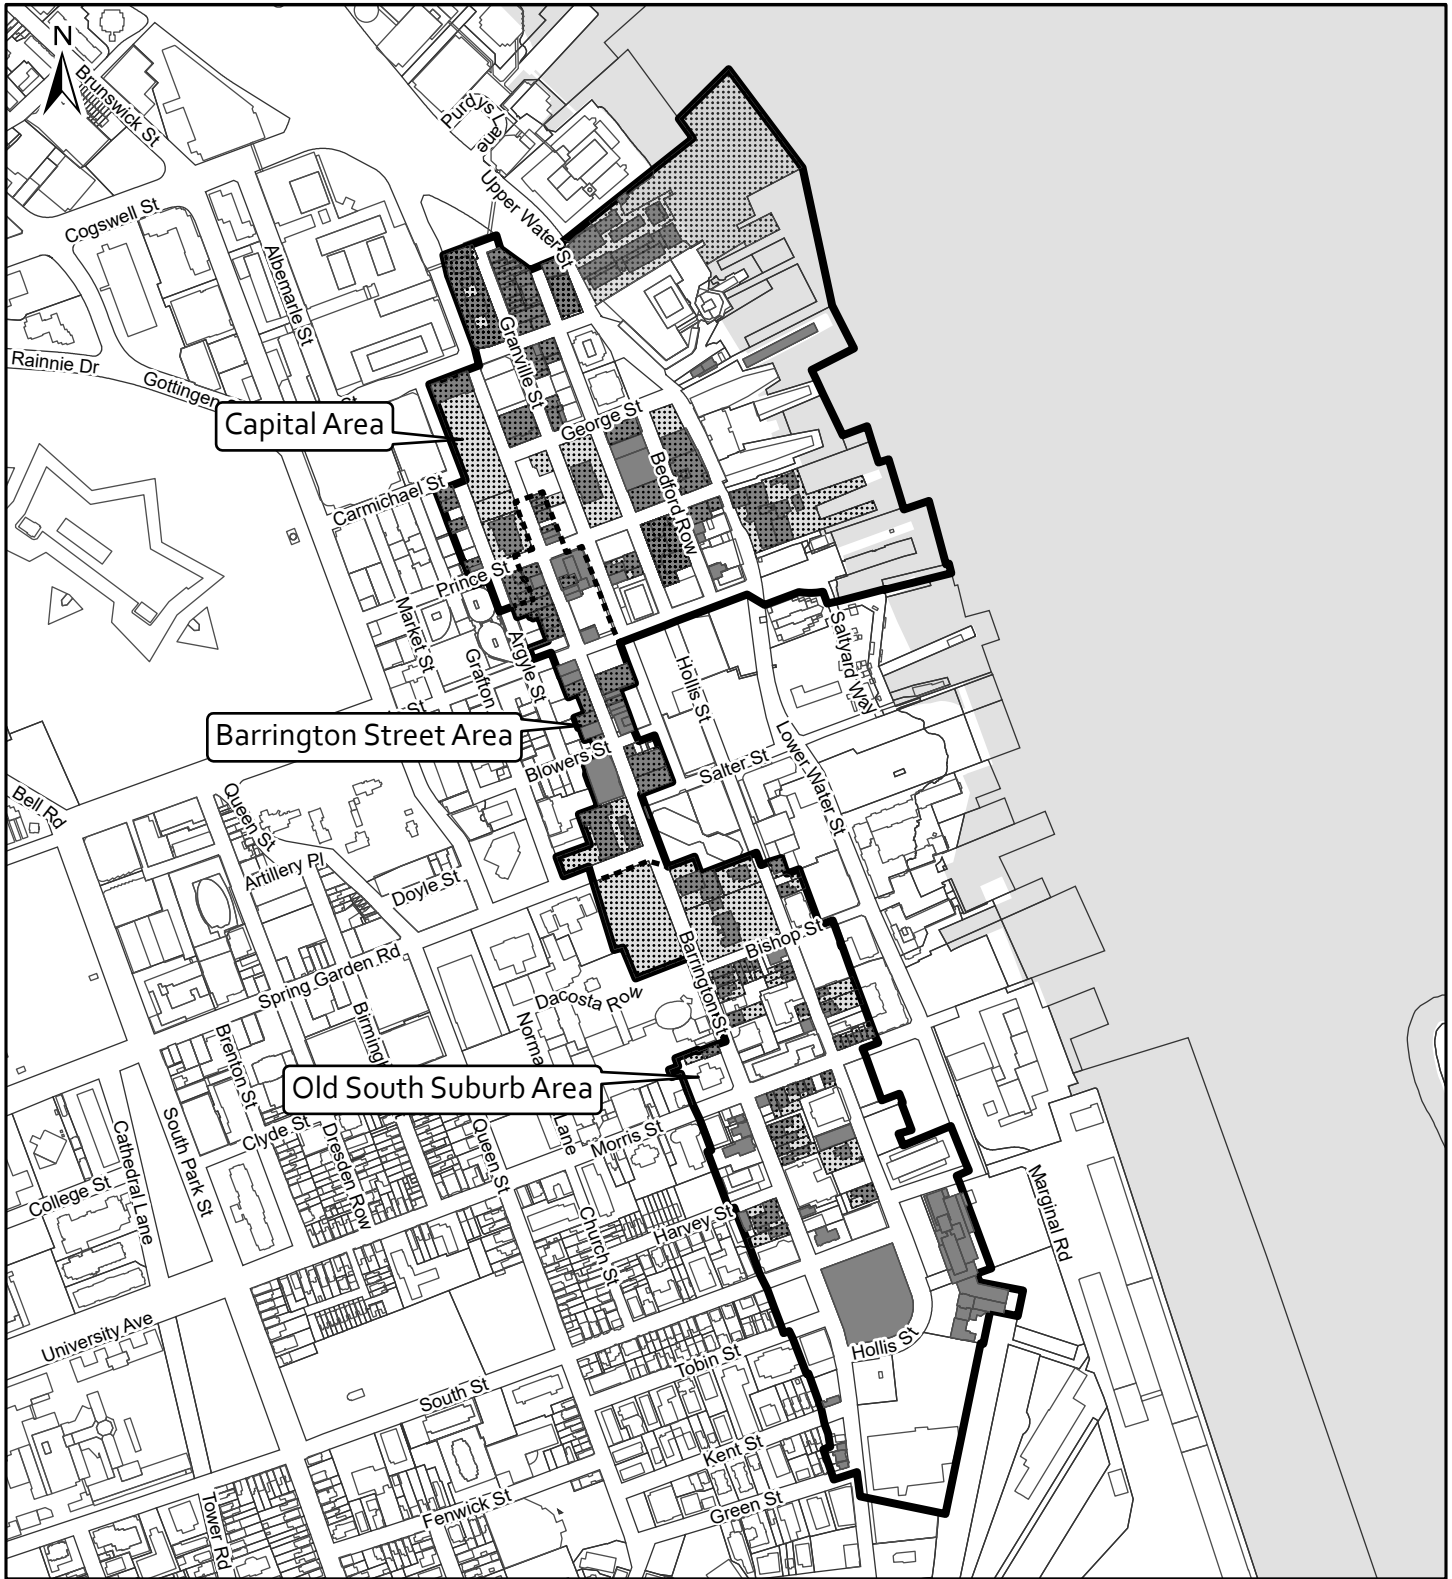 N
Brunswick St
Purdys
Lane
Upper Water St
Cogswell St
Albemarle St
Granville St
Rainnie Dr
Gottingen
St
Capital Area
George St
Bedford Row
Carmichael St
Prince St
Market St
Grafton
Argyle St
Hollis St
Saltyard Way
St
Barrington Street Area
Blowers St
Salter St
Lower Water St
Bell Rd
Queen St
Artillery Pl
Doyle St
Spring Garden Rd
Barrington St
Bishop St
Dacosta Row
Brenton St
Birming
Norma
Lane
Old South Suburb Area
Clyde St
Dresden Row
Queen St
Morris St
South Park St
Cathedral Lane
College St
Church St
Harvey St
Marginal Rd
University Ave
Tobin St
Hollis St
South St
Kent St
Fenwick St
Green St
Tower Rd